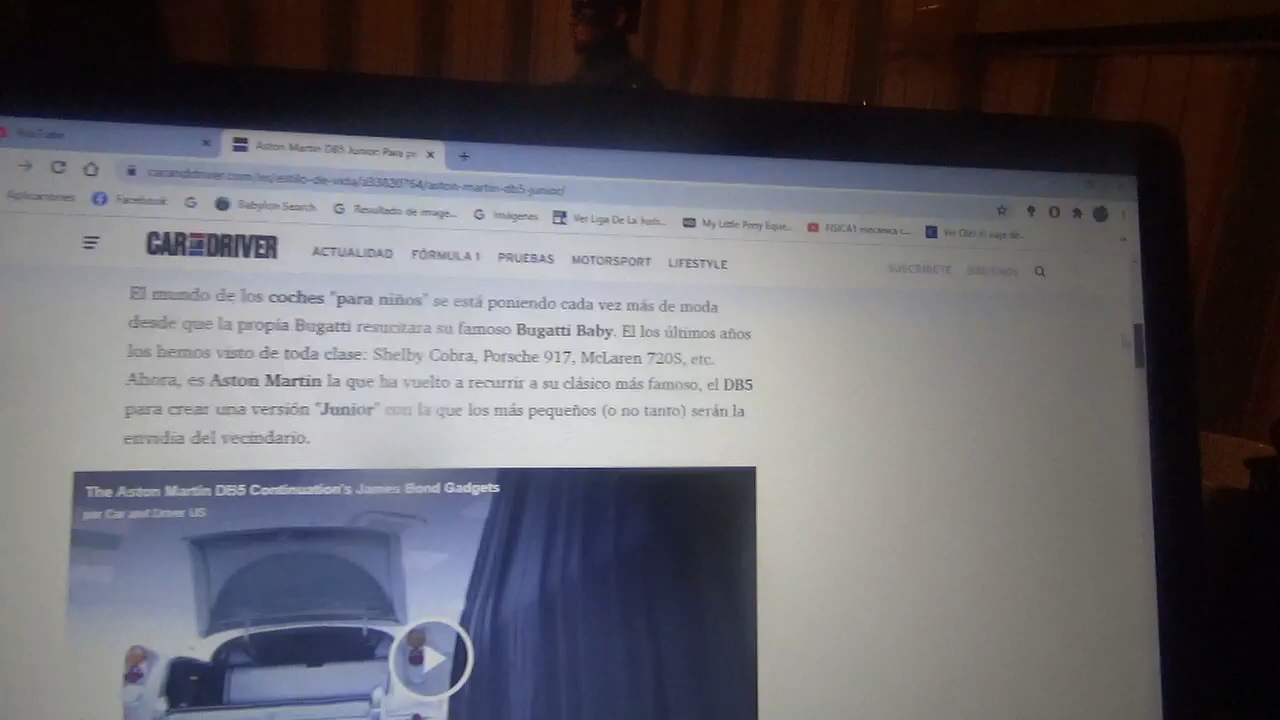 YouTube
Aston Martin DB5 Junior: Para pe
caranddriver.com/es/estilo-de-vida/a33820764/aston-martin-db5-junior/
Aplicaciones Facebook Babylon Search Resultado de image... Imágenes Ver Liga De La Justi... My Little Pony Eque... FISICA1 mecanica c... Ver
CAR AND DRIVER ACTUALIDAD FÓRMULA 1 PRUEBAS MOTORSPORT LIFESTYLE SUSCRÍBETE SÍGUENOS
El mundo de los coches "para niños" se está poniendo cada vez más de moda
desde que la propia Bugatti resucitara su famoso Bugatti Baby. El los últimos años
los hemos visto de toda clase: Shelby Cobra, Porsche 917, McLaren 720S, etc.
Ahora, es Aston Martin la que ha vuelto a recurrir a su clásico más famoso, el DB5
para crear una versión "Junior" con la que los más pequeños (o no tanto) serán la
envidia del vecindario.
The Aston Martin DB5 Continuation's James Bond Gadgets
por Car and Driver US